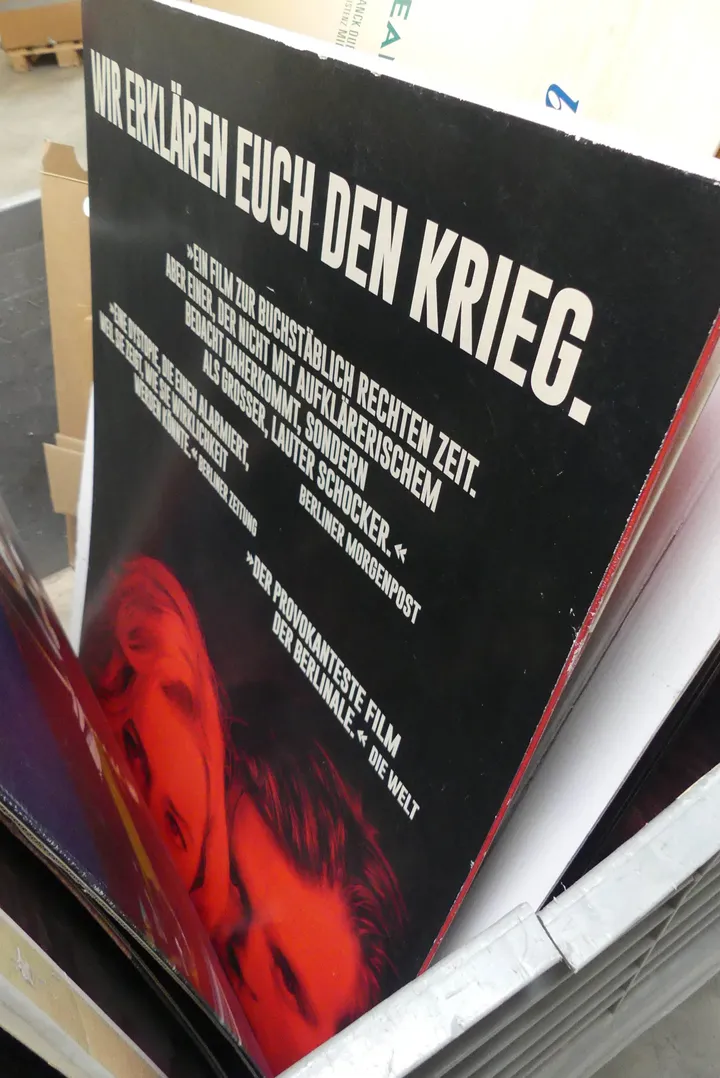 WIR ERKLÄREN EUCH DEN KRIEG.
»EIN FILM ZUR BUCHSTÄBLICH RECHTEN ZEIT.
ABER EINER, DER NICHT MIT AUFKLÄRERISCHEM
BEDACHT DAHERKOMMT, SONDERN
ALS GROSSER, LAUTER SCHOCKER.«
BERLINER MORGENPOST
»EINE DYSTOPIE, DIE EINEN ALARMIERT,
WEIL SIE ZEIGT, WIE SIE WIRKLICHKEIT
WERDEN KÖNNTE.« BERLINER ZEITUNG
»DER PROVOKANTESTE FILM
DER BERLINALE.« DIE WELT